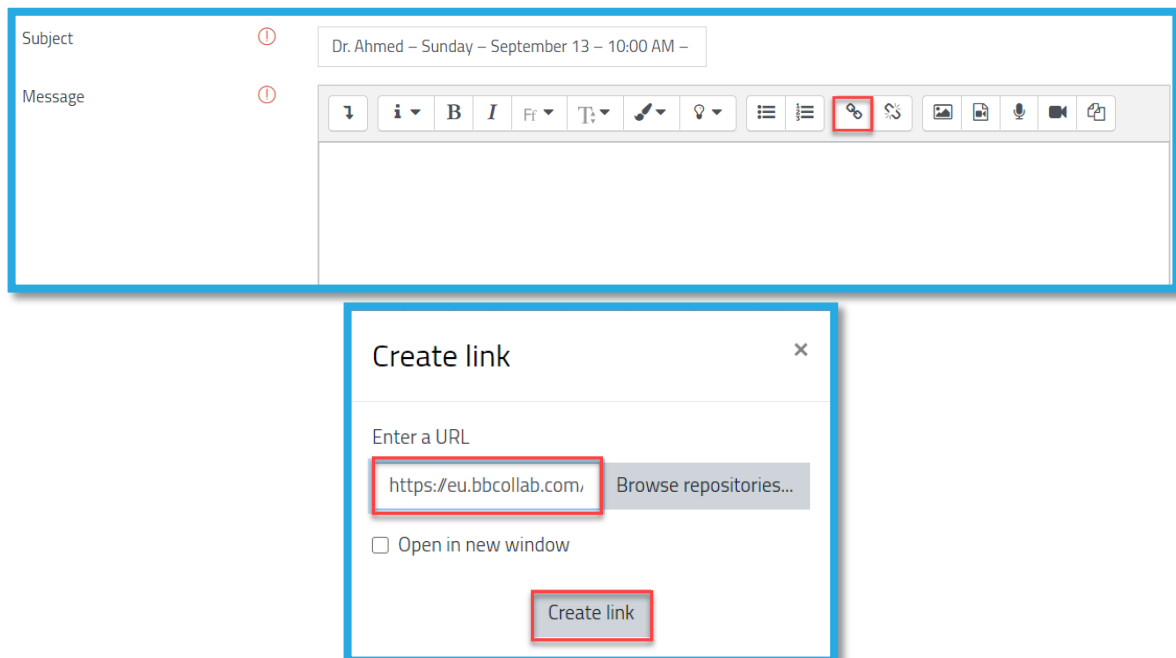 Subject
Dr. Ahmed – Sunday – September 13 – 10:00 AM –
Message
i B I Ff T
Create link ×
Enter a URL
https://eu.bbcollab.com/ Browse repositories...
Open in new window
Create link